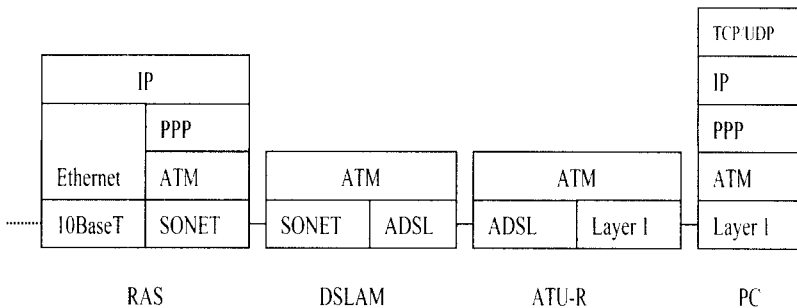 TCP/UDP
IP IP
PPP PPP
Ethernet ATM ATM ATM ATM
10BaseT SONET SONET ADSL ADSL Layer 1 Layer 1
RAS DSLAM ATU-R PC